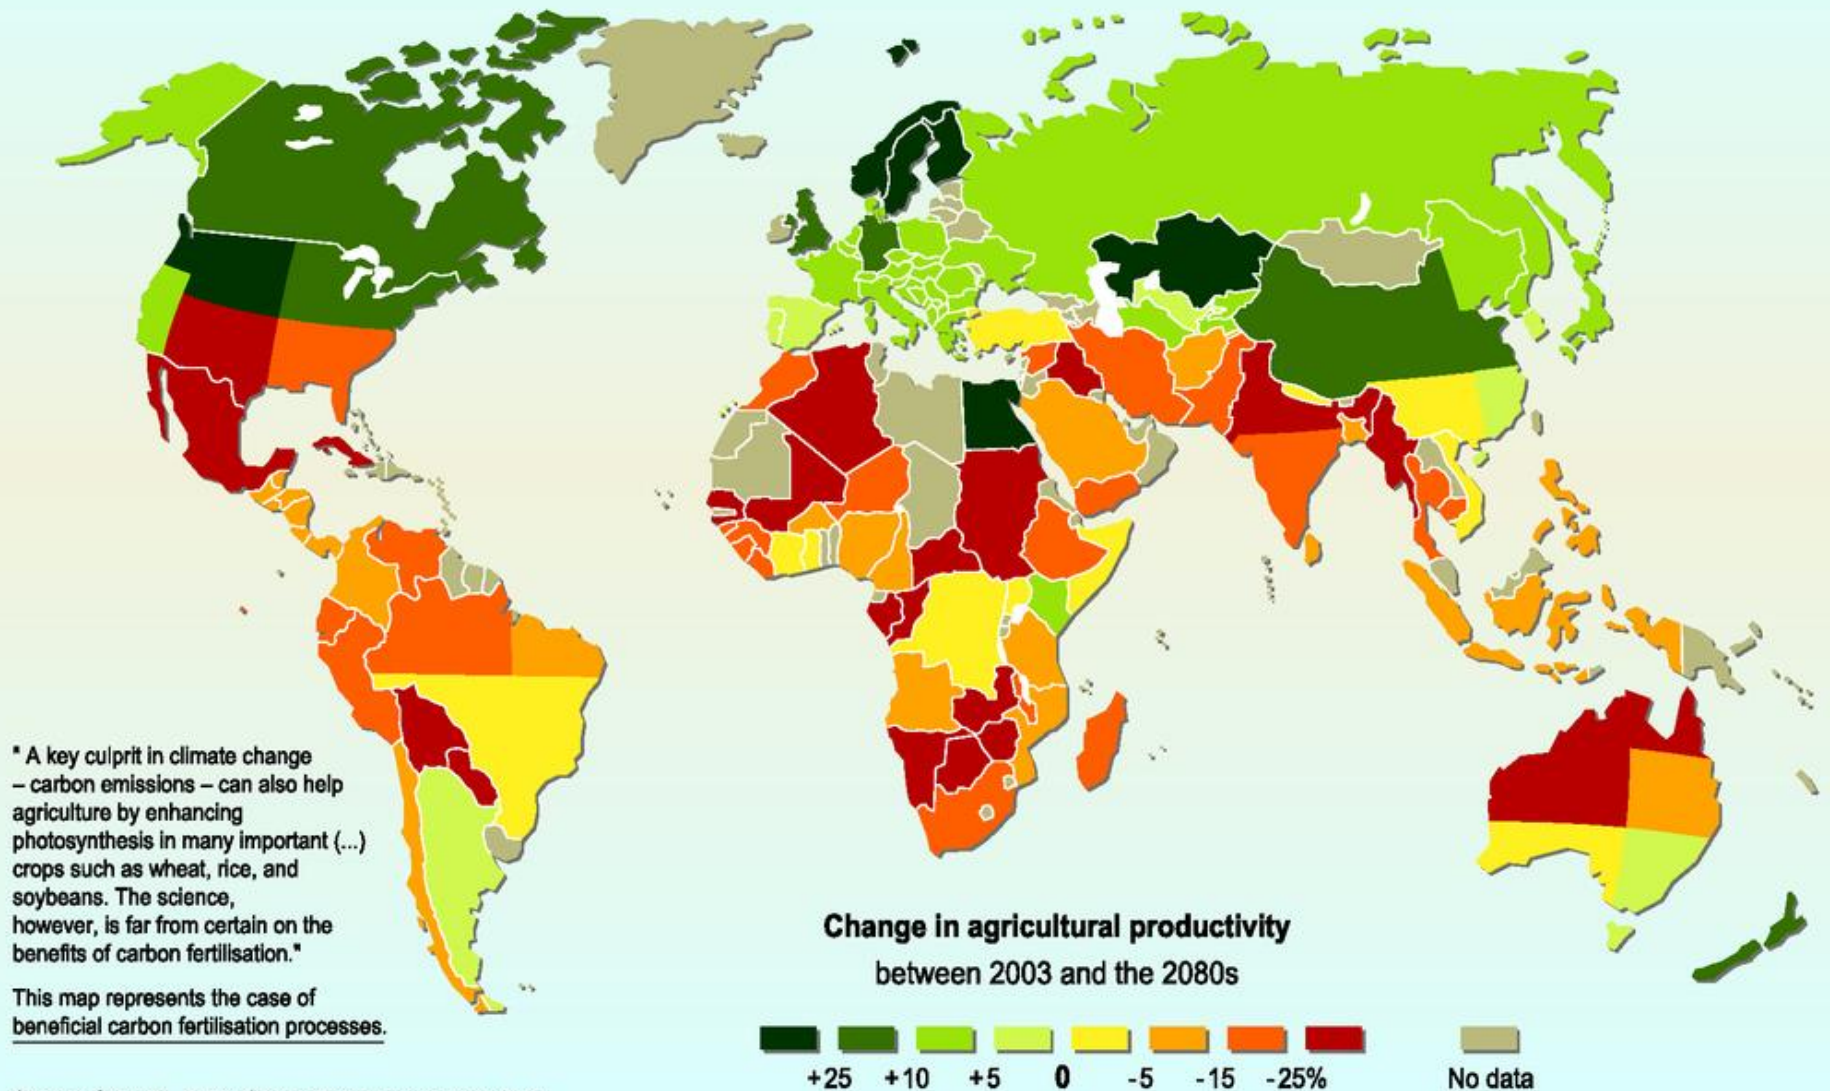 " A key culprit in climate change
– carbon emissions – can also help
agriculture by enhancing
photosynthesis in many important (...)
crops such as wheat, rice, and
soybeans. The science,
however, is far from certain on the
benefits of carbon fertilisation."
This map represents the case of
beneficial carbon fertilisation processes.
Change in agricultural productivity
between 2003 and the 2080s
+25 +10 +5 0 -5 -15 -25%
No data